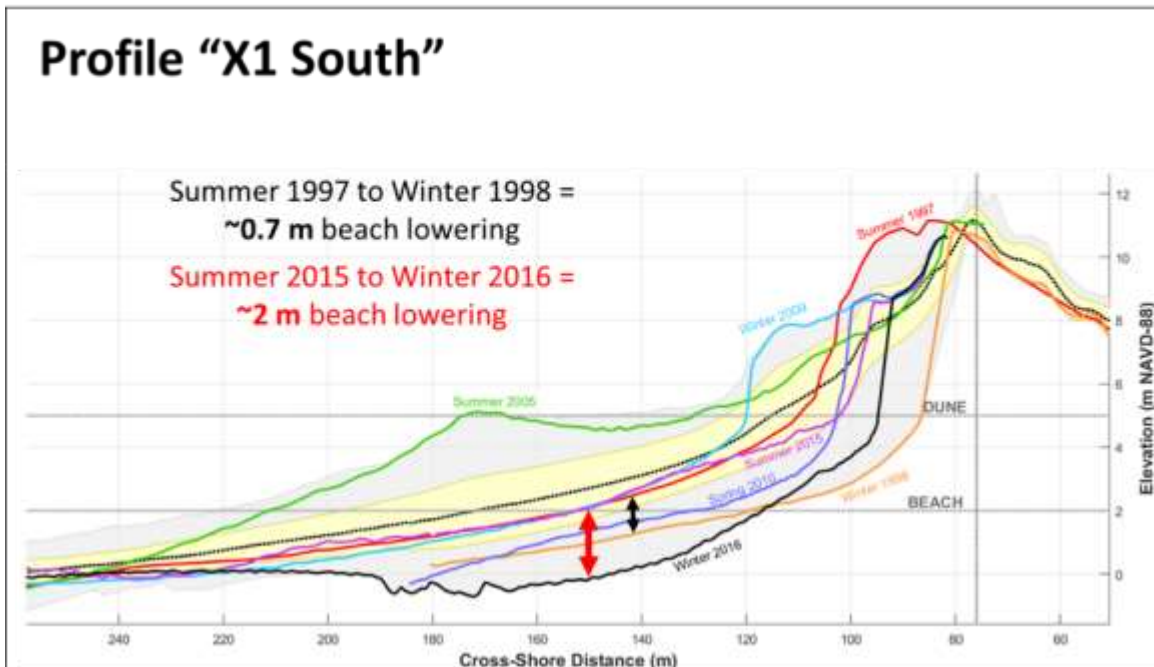 Profile “X1 South”
Summer 1997 to Winter 1998 =
~0.7 m beach lowering
Summer 2015 to Winter 2016 =
~2 m beach lowering
Summer 1997
Winter 2009
Summer 2005
DUNE
Summer 2015
Spring 2010
Winter 1998
BEACH
Winter 2016
12
10
8
6
4
2
0
Elevation (m NAVD-88)
240
220
200
180
160
140
120
100
80
60
Cross-Shore Distance (m)